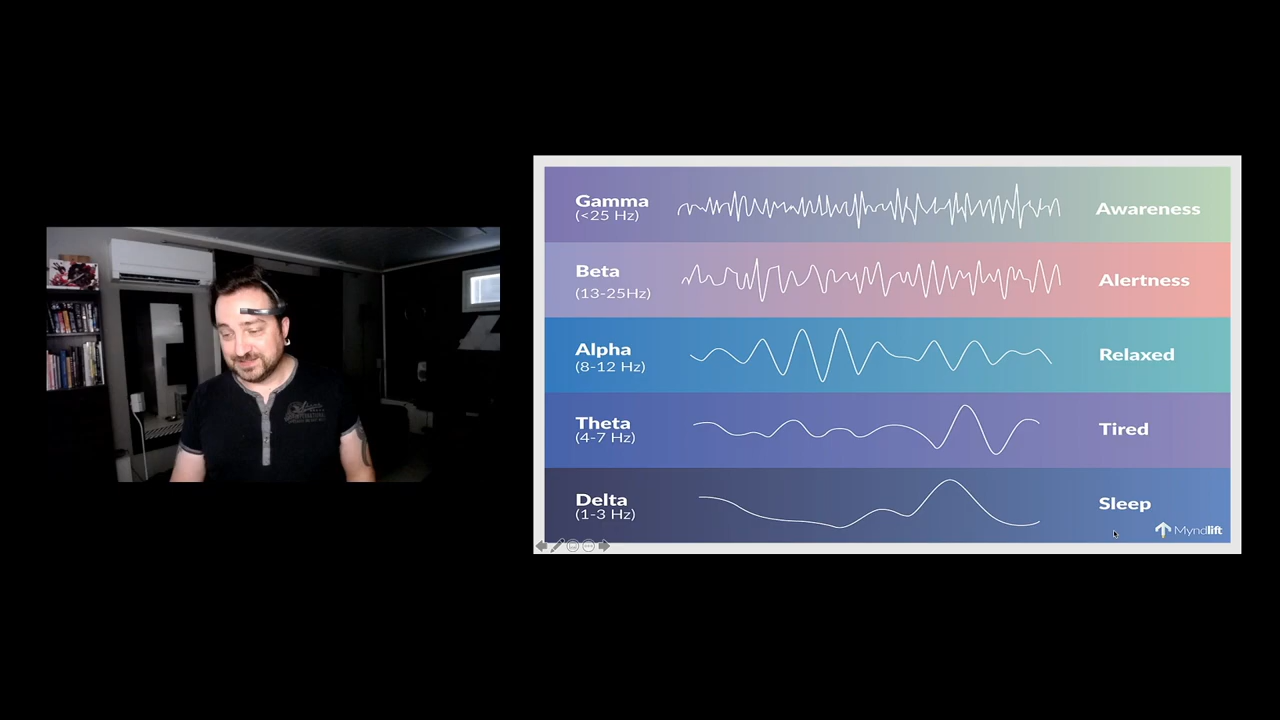 Gamma
(<25 Hz)
Awareness
Beta
(13-25Hz)
Alertness
Alpha
(8-12 Hz)
Relaxed
Theta
(4-7 Hz)
Tired
Delta
(1-3 Hz)
Sleep
Myndlift